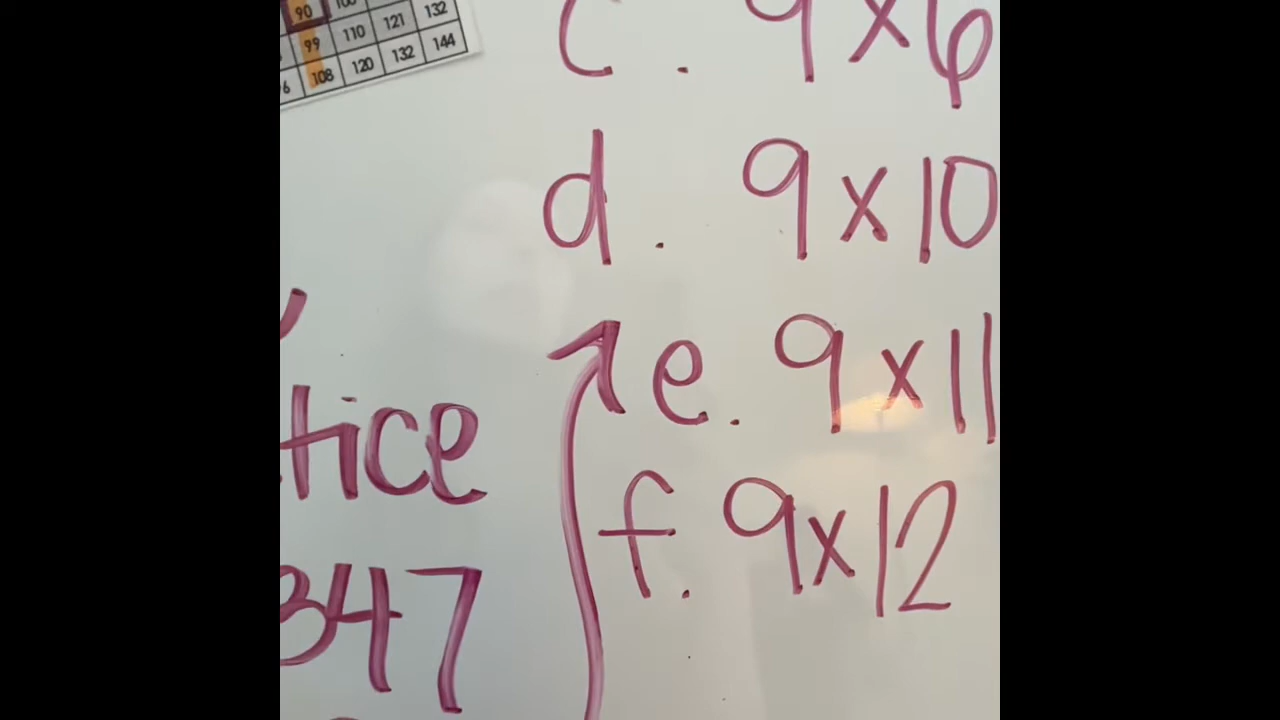 90
99 110 121 132
108 120 132 144
c. 9x6
d. 9x10
e. 9x11
f. 9x12
tice
347